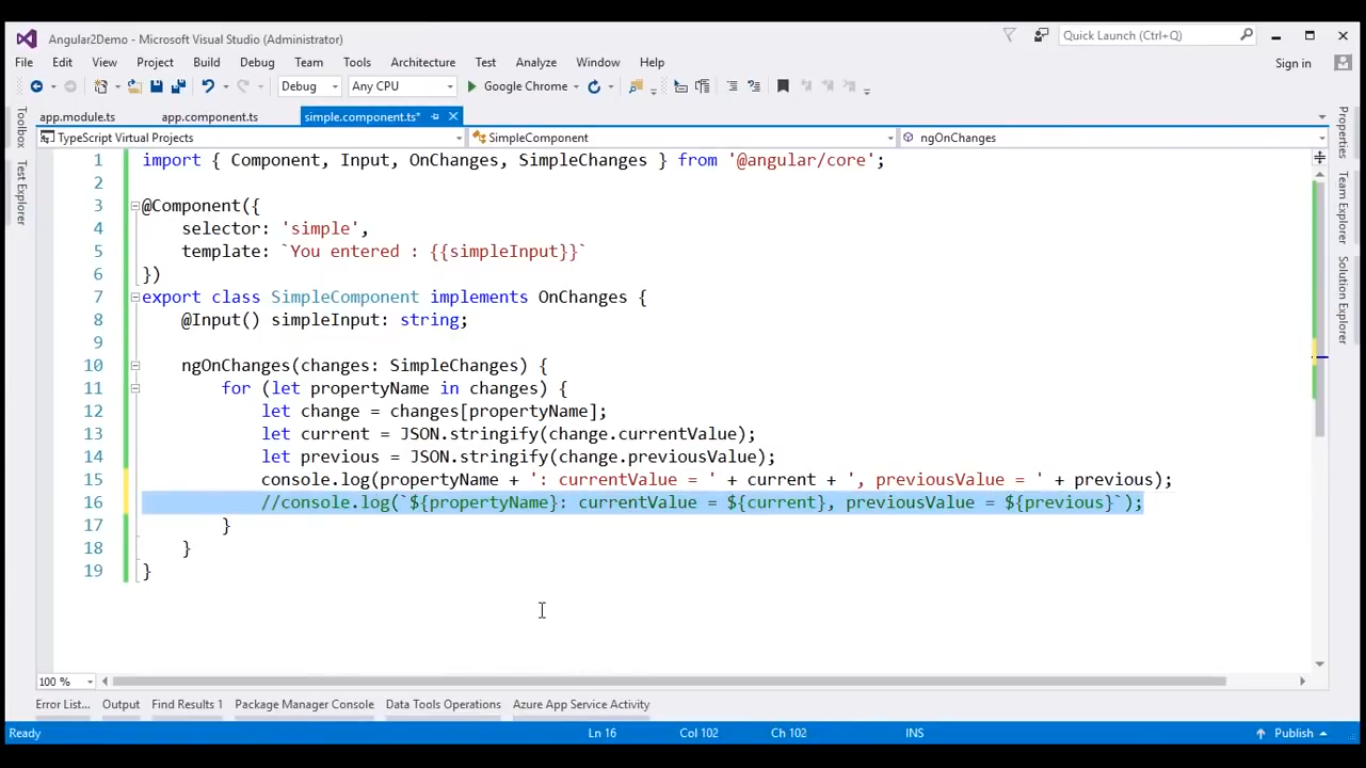 Angular2Demo - Microsoft Visual Studio (Administrator)
Quick Launch (Ctrl+Q)
File Edit View Project Build Debug Team Tools Architecture Test Analyze Window Help
Sign in
Debug Any CPU Google Chrome
app.module.ts app.component.ts simple.component.ts*
TypeScript Virtual Projects SimpleComponent ngOnChanges
Toolbox
Test Explorer
1 import { Component, Input, OnChanges, SimpleChanges } from '@angular/core';
2
3 @Component({
4 selector: 'simple',
5 template: `You entered : {{simpleInput}}`
6 })
7 export class SimpleComponent implements OnChanges {
8 @Input() simpleInput: string;
9
10 ngOnChanges(changes: SimpleChanges) {
11 for (let propertyName in changes) {
12 let change = changes[propertyName];
13 let current = JSON.stringify(change.currentValue);
14 let previous = JSON.stringify(change.previousValue);
15 console.log(propertyName + ': currentValue = ' + current + ', previousValue = ' + previous);
16 //console.log(`${propertyName}: currentValue = ${current}, previousValue = ${previous}`);
17 }
18 }
19 }
Properties
Team Explorer
Solution Explorer
100 %
Error List... Output Find Results 1 Package Manager Console Data Tools Operations Azure App Service Activity
Ready Ln 16 Col 102 Ch 102 INS Publish